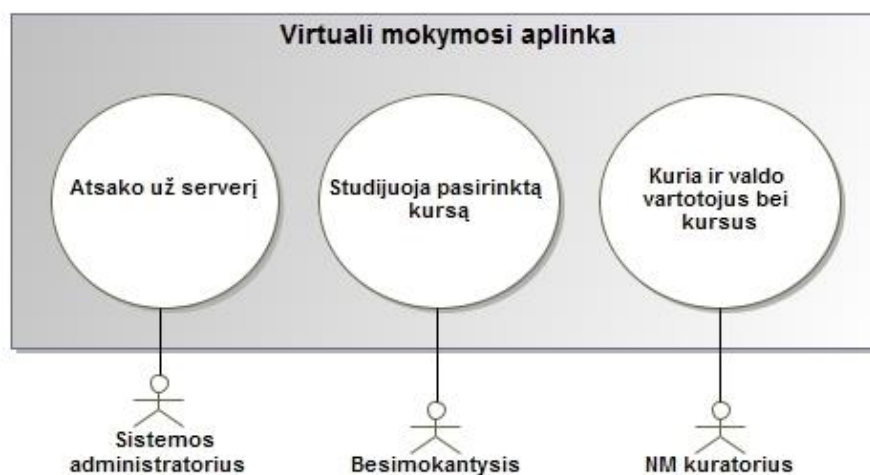 Virtuali mokymosi aplinka
Atsako už serverį
Studijuoja pasirinktą
kursą
Kuria ir valdo
vartotojus bei
kursus
Sistemos
administratorius
Besimokantysis
NM kuratorius